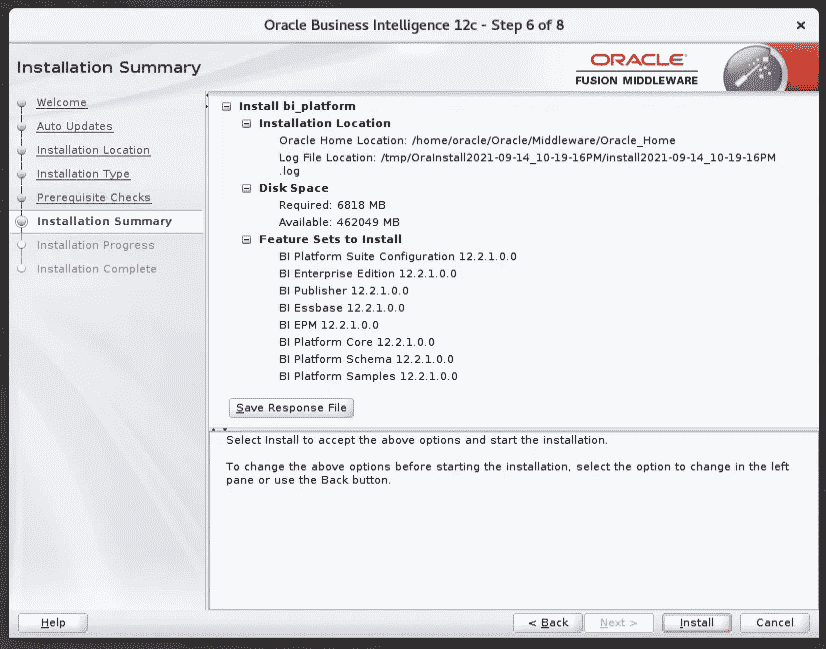 Oracle Business Intelligence 12c - Step 6 of 8
Installation Summary
ORACLE
FUSION MIDDLEWARE
Welcome
Auto Updates
Installation Location
Installation Type
Prerequisite Checks
Installation Summary
Installation Progress
Installation Complete
Install bi_platform
Installation Location
Oracle Home Location: /home/oracle/Oracle/Middleware/Oracle_Home
Log File Location: /tmp/OraInstall2021-09-14_10-19-16PM/install2021-09-14_10-19-16PM
.log
Disk Space
Required: 6818 MB
Available: 462049 MB
Feature Sets to Install
BI Platform Suite Configuration 12.2.1.0.0
BI Enterprise Edition 12.2.1.0.0
BI Publisher 12.2.1.0.0
BI Essbase 12.2.1.0.0
BI EPM 12.2.1.0.0
BI Platform Core 12.2.1.0.0
BI Platform Schema 12.2.1.0.0
BI Platform Samples 12.2.1.0.0
Save Response File
Select Install to accept the above options and start the installation.
To change the above options before starting the installation, select the option to change in the left
pane or use the Back button.
Help
< Back
Next >
Install
Cancel